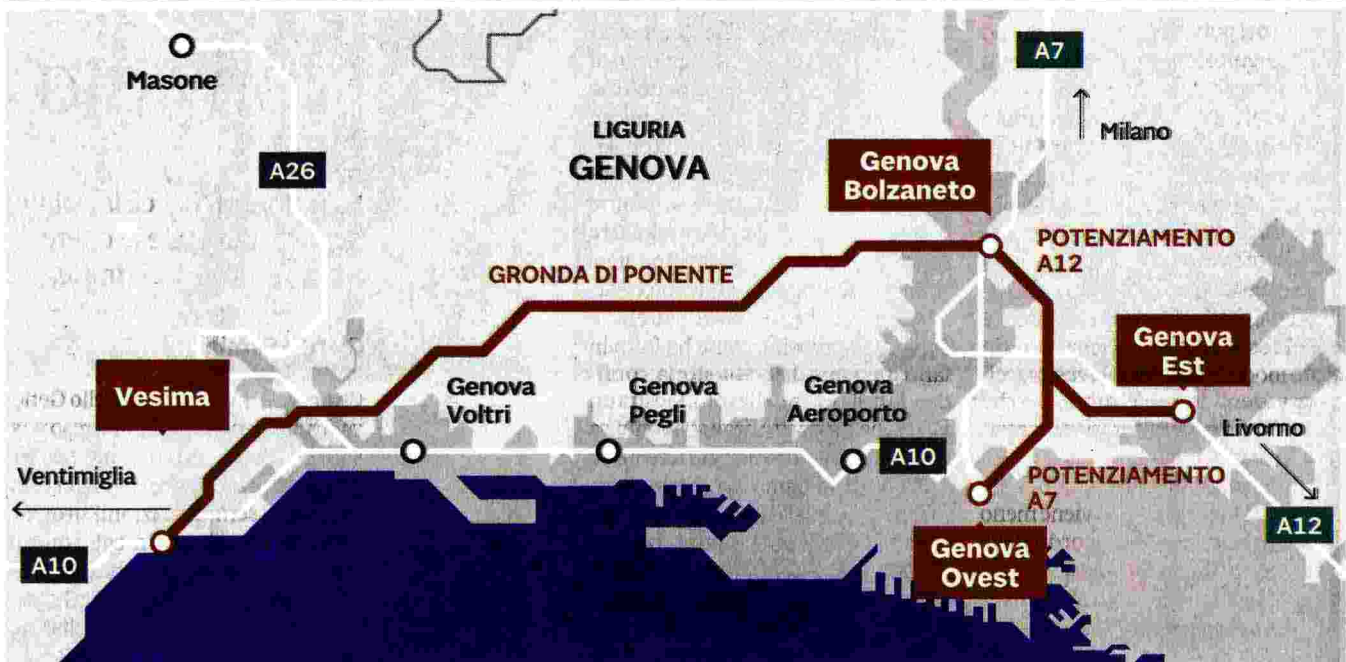 A7
Masone
Milano
LIGURIA
GENOVA
Genova
Bolzaneto
A26
POTENZIAMENTO
A12
GRONDA DI PONENTE
Genova
Est
Vesima
Genova
Voltri
Genova
Pegli
Genova
Aeroporto
Livorno
A10
Ventimiglia
POTENZIAMENTO
A7
A12
Genova
Ovest
A10